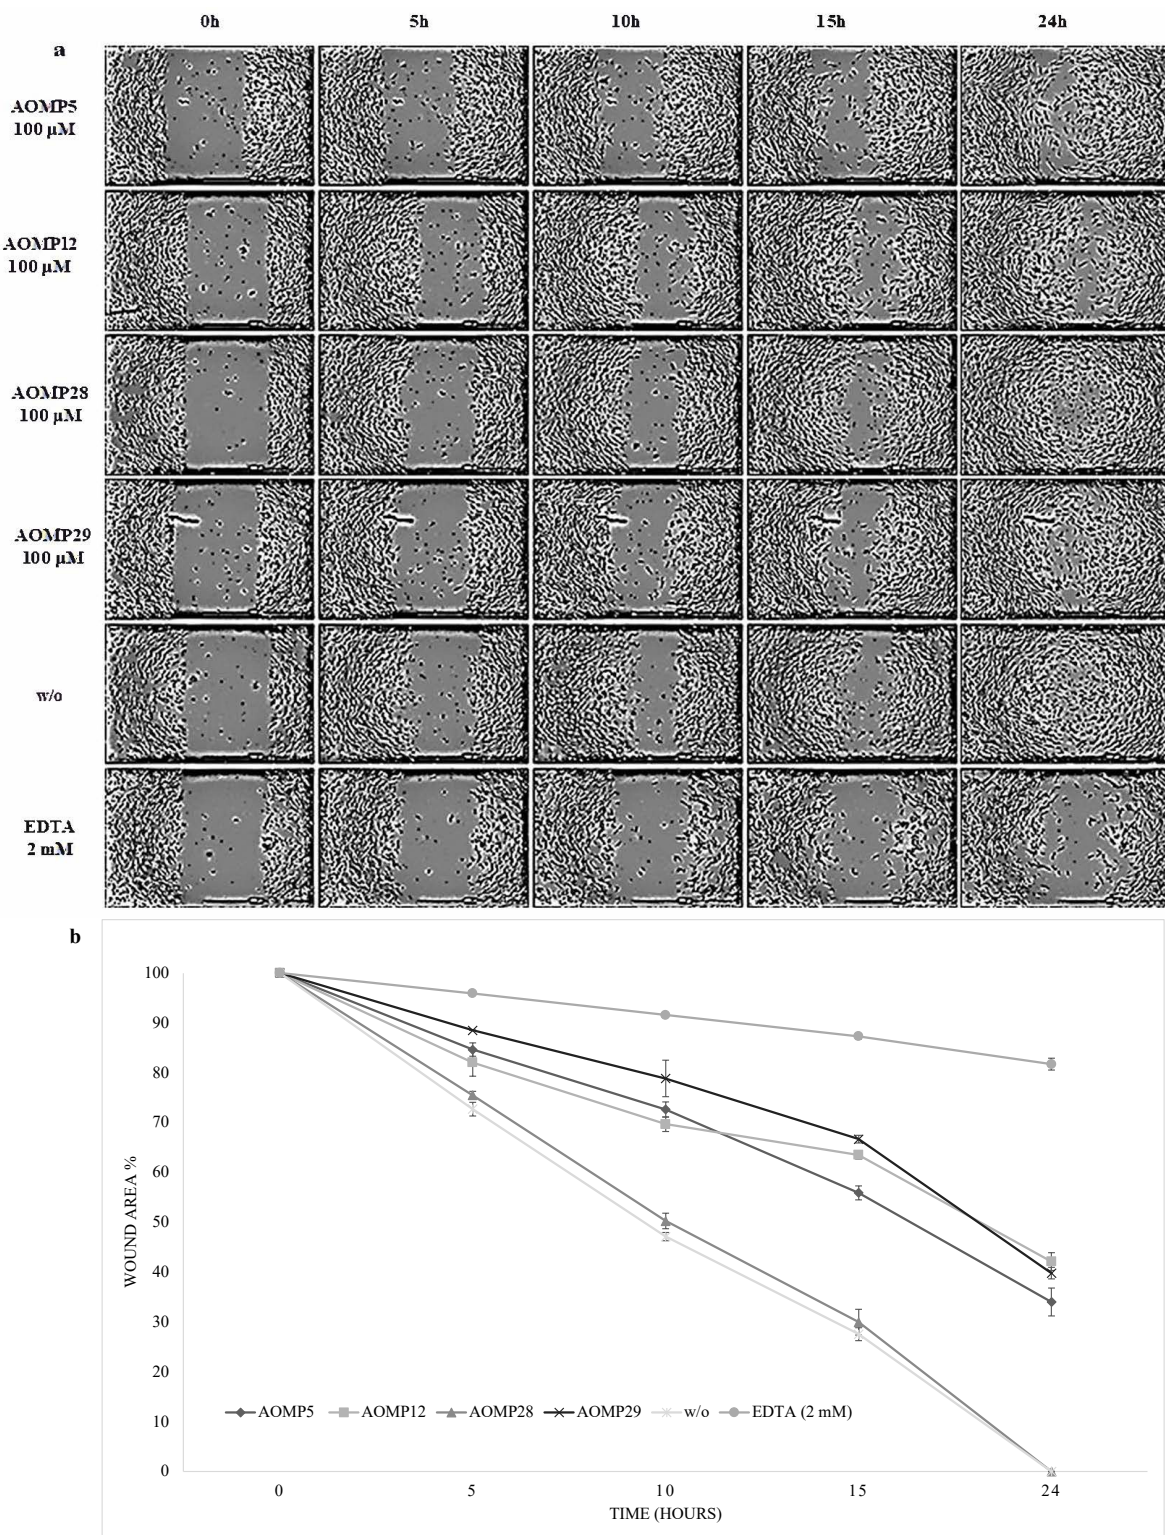 0h 5h 10h 15h 24h
a
AOMP5
100 µM
AOMP12
100 µM
AOMP28
100 µM
AOMP29
100 µM
w/o
EDTA
2 mM
b
100
90
80
70
60
50
40
30
20
10
0
WOUND AREA %
AOMP5 AOMP12 AOMP28 AOMP29 w/o EDTA (2 mM)
0 5 10 15 24
TIME (HOURS)